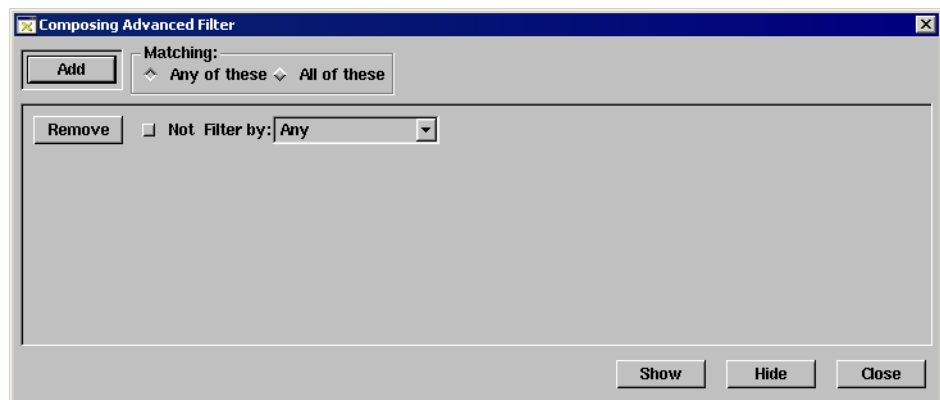 Composing Advanced Filter
Matching:
Add
Any of these All of these
Remove Not Filter by: Any
Show Hide Close